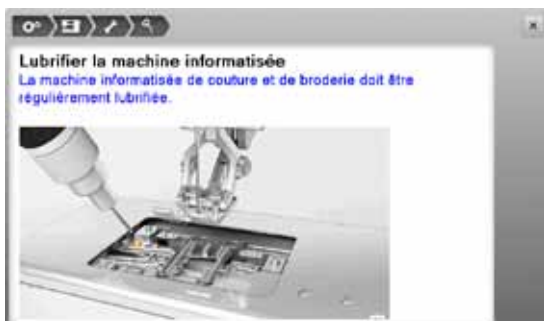 Lubrifier la machine informatisée
La machine informatisée de couture et de broderie doit être
régulièrement lubrifiée.